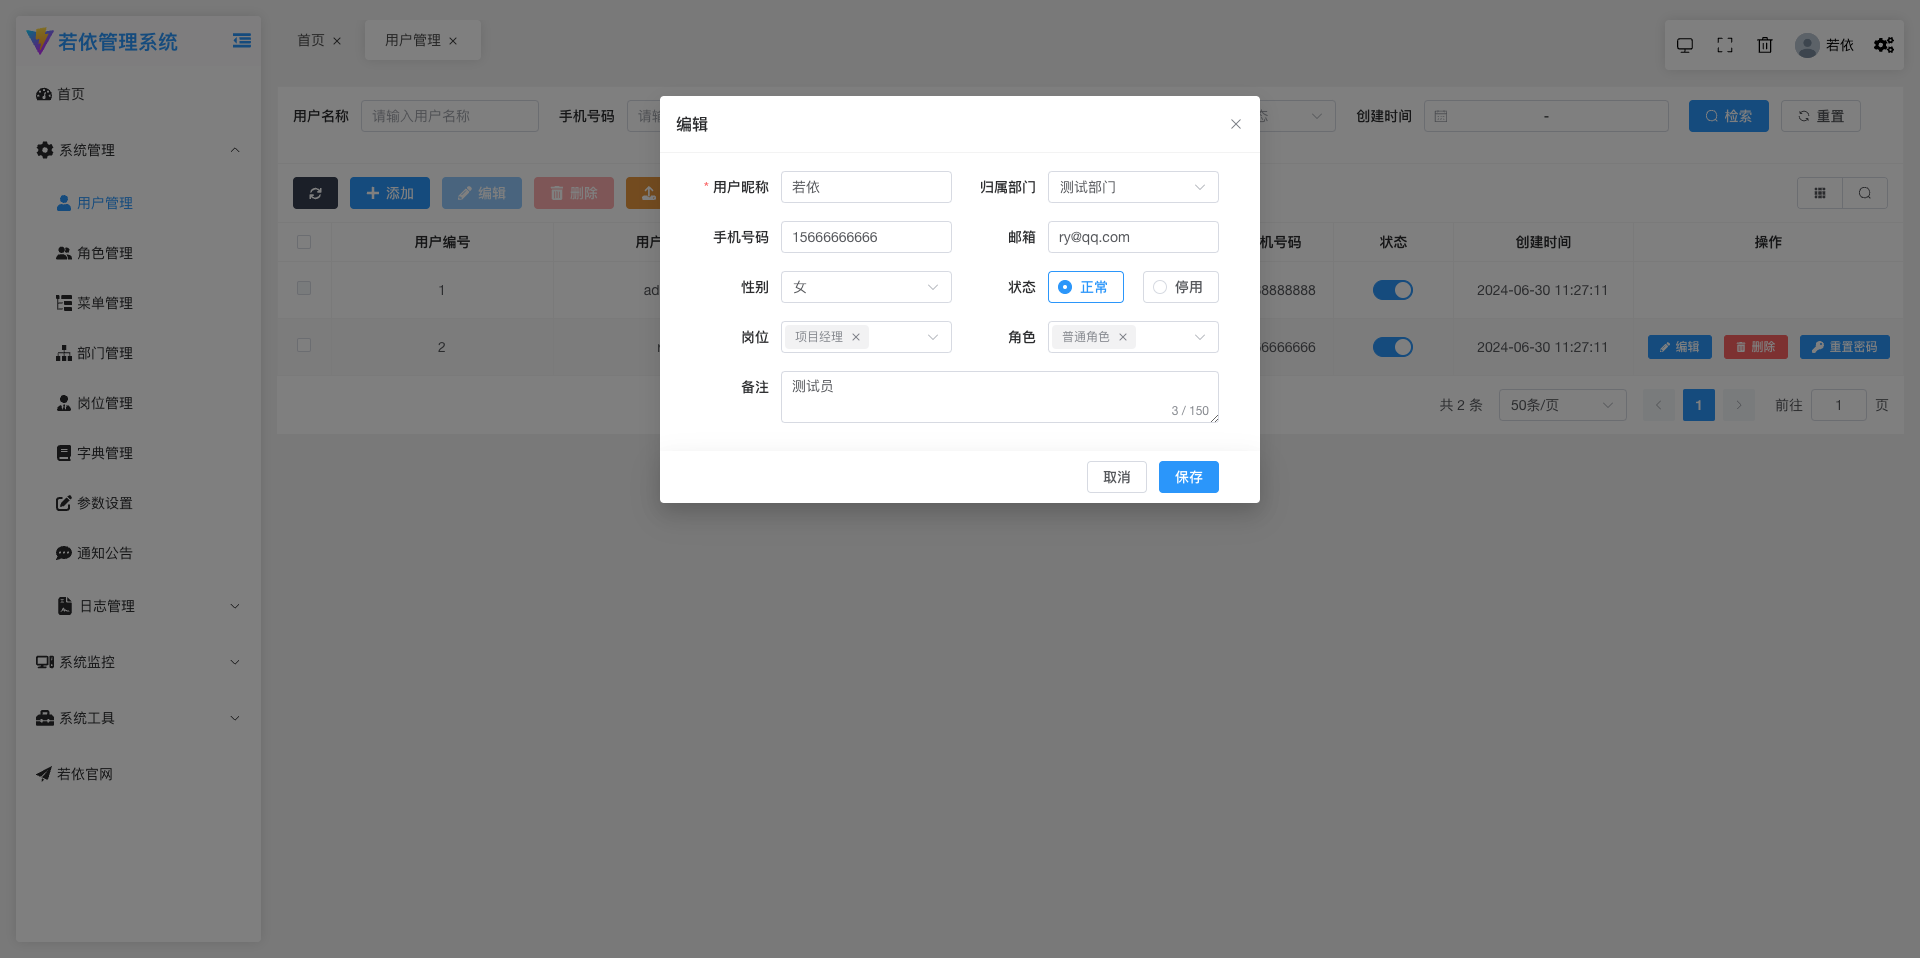 若依管理系统
首页
用户管理
若依
首页
系统管理
用户管理
角色管理
菜单管理
部门管理
岗位管理
字典管理
参数设置
通知公告
日志管理
系统监控
系统工具
若依官网
用户名称 请输入用户名称 手机号码 创建时间 - 检索 重置
添加 编辑 删除
用户编号 状态 创建时间 操作
1 2024-06-30 11:27:11
2 2024-06-30 11:27:11 编辑 删除 重置密码
共 2 条 50条/页 1 前往 1 页
编辑
* 用户昵称 若依 归属部门 测试部门
手机号码 15666666666 邮箱 ry@qq.com
性别 女 状态 正常 停用
岗位 项目经理 角色 普通角色
备注 测试员
3 / 150
取消 保存